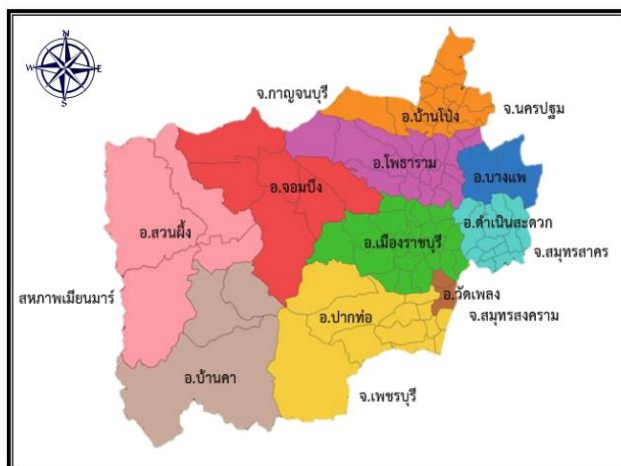 N
W
E
S
จ.กาญจนบุรี
จ.นครปฐม
อ.บ้านโป่ง
อ.โพธาราม
อ.บางแพ
อ.จอมบึง
อ.ดำเนินสะดวก
อ.สวนผึ้ง
อ.เมืองราชบุรี
จ.สมุทรสาคร
สหภาพเมียนมาร์
อ.วัดเพลง
อ.ปากท่อ
จ.สมุทรสงคราม
อ.บ้านคา
จ.เพชรบุรี